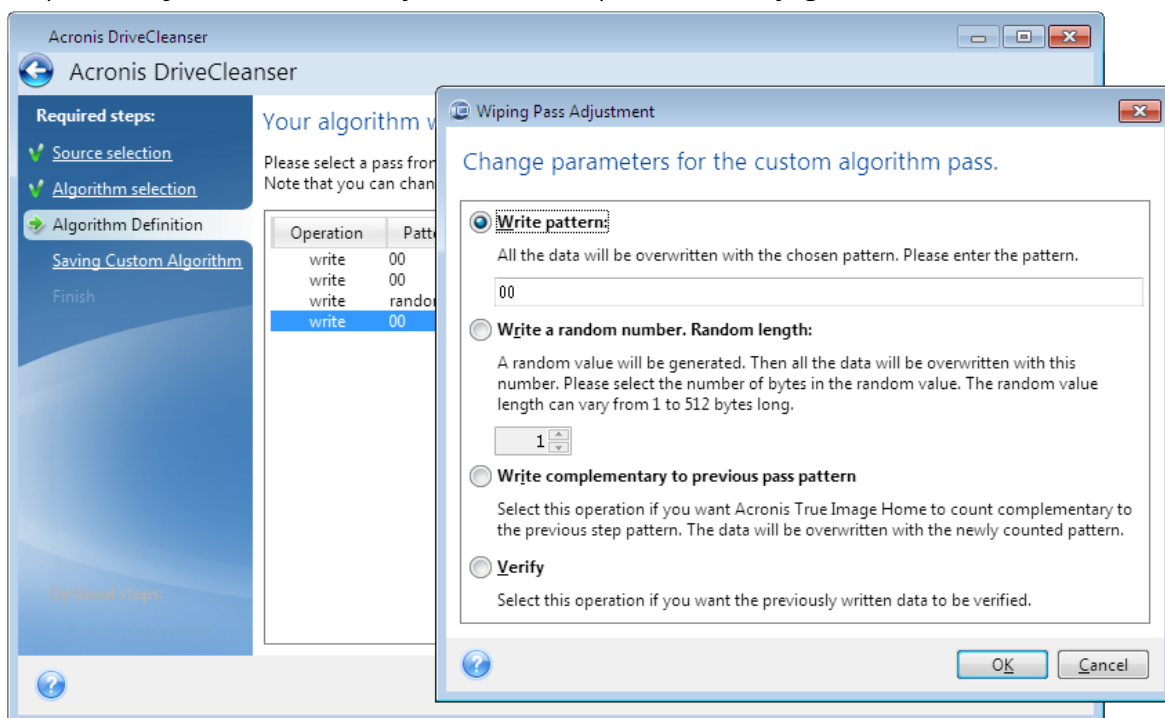 Acronis DriveCleanser
Acronis DriveCleanser
Required steps:
Source selection
Algorithm selection
Algorithm Definition
Saving Custom Algorithm
Finish
Optional steps:
Your algorithm
Please select a pass
Note that you can
Operation
write 00
write 00
write
write 00
Wiping Pass Adjustment
Change parameters for the custom algorithm pass.
Write pattern:
All the data will be overwritten with the chosen pattern. Please enter the pattern.
00
Write a random number. Random length:
A random value will be generated. Then all the data will be overwritten with this
number. Please select the number of bytes in the random value. The random value
length can vary from 1 to 512 bytes long.
1
Write complementary to previous pass pattern
Select this operation if you want Acronis True Image Home to count complementary to
the previous step pattern. The data will be overwritten with the newly counted pattern.
Verify
Select this operation if you want the previously written data to be verified.
OK
Cancel